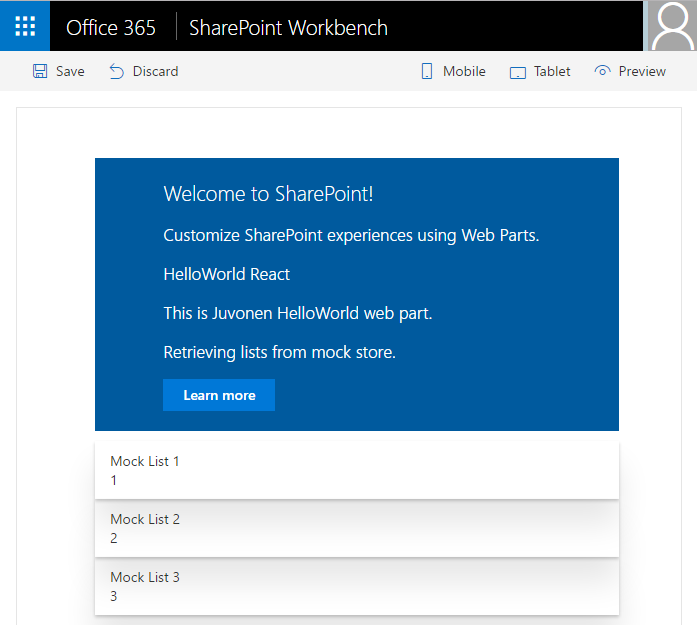 Office 365 SharePoint Workbench
Save Discard Mobile Tablet Preview
Welcome to SharePoint!
Customize SharePoint experiences using Web Parts.
HelloWorld React
This is Juvonen HelloWorld web part.
Retrieving lists from mock store.
Learn more
Mock List 1
1
Mock List 2
2
Mock List 3
3